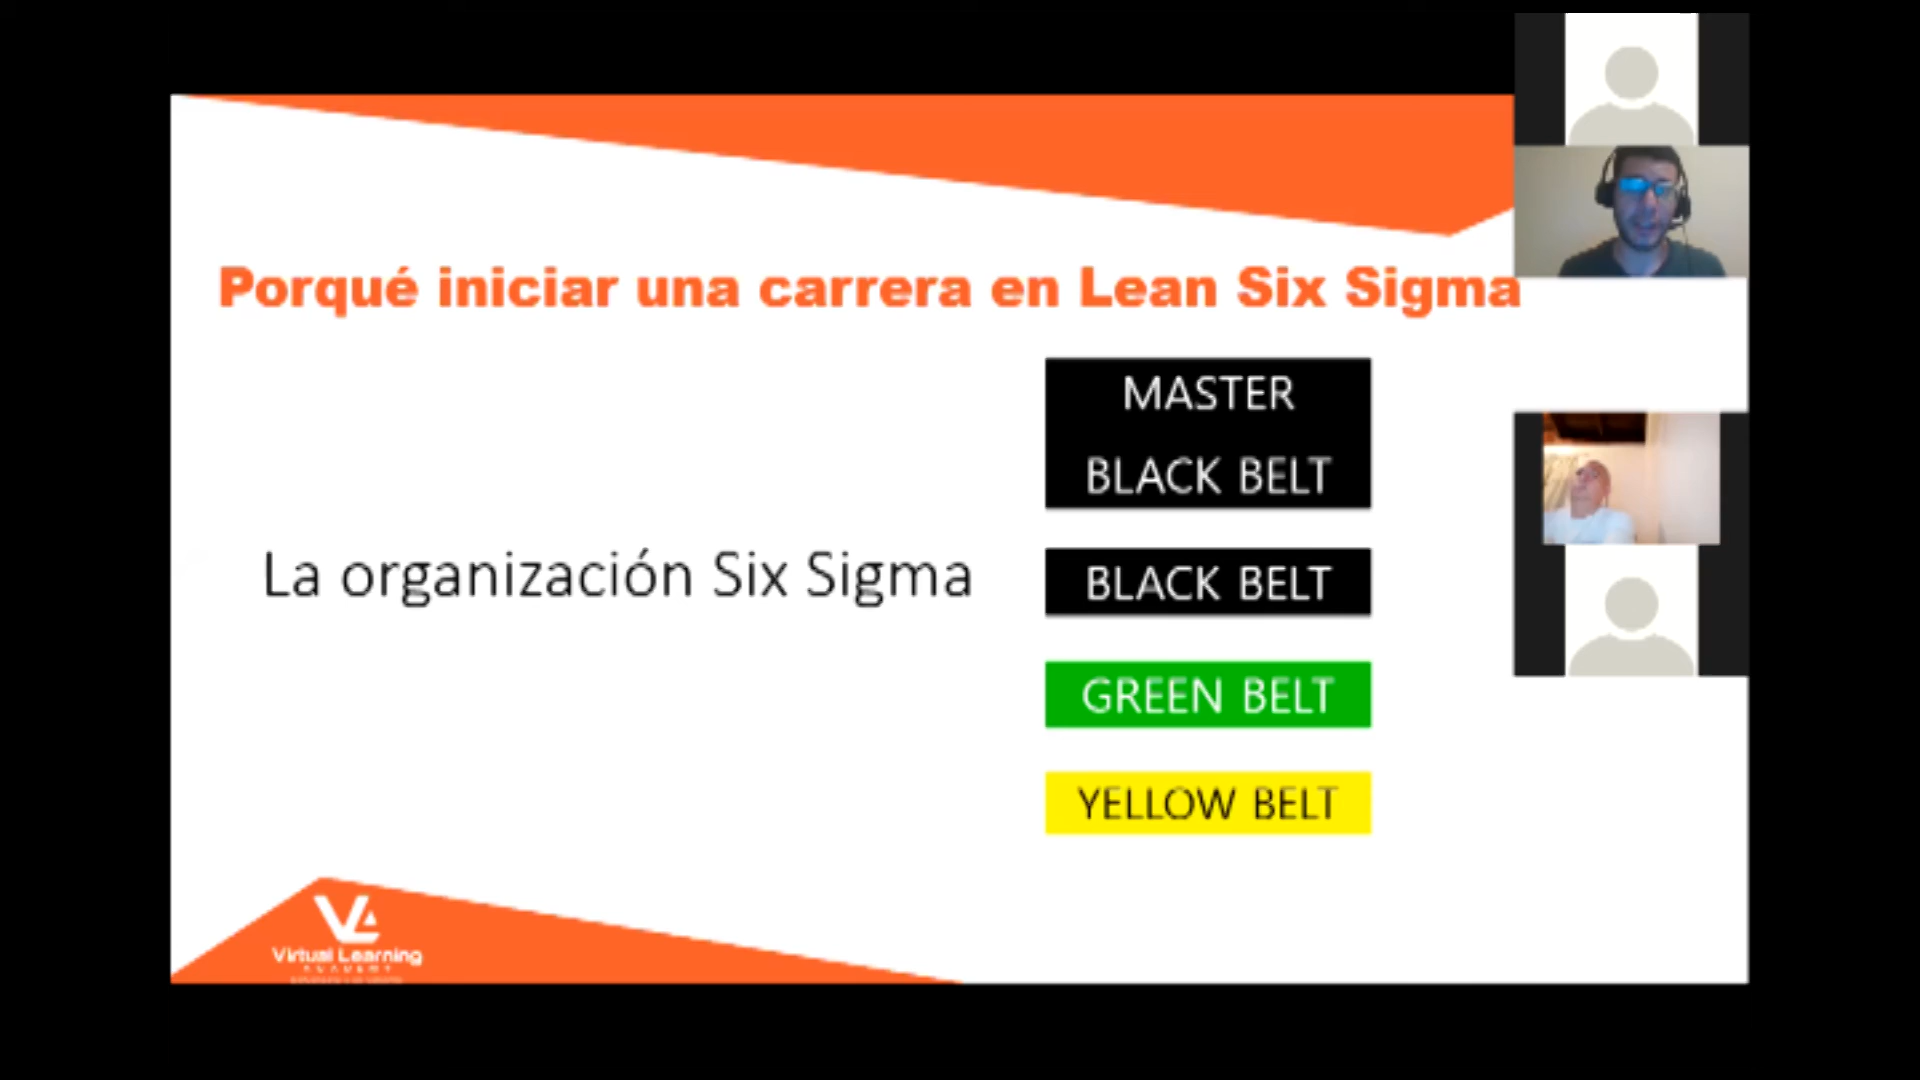 Porqué iniciar una carrera en Lean Six Sigma
MASTER
BLACK BELT
La organización Six Sigma
BLACK BELT
GREEN BELT
YELLOW BELT
Virtual Learning
ACADEMY